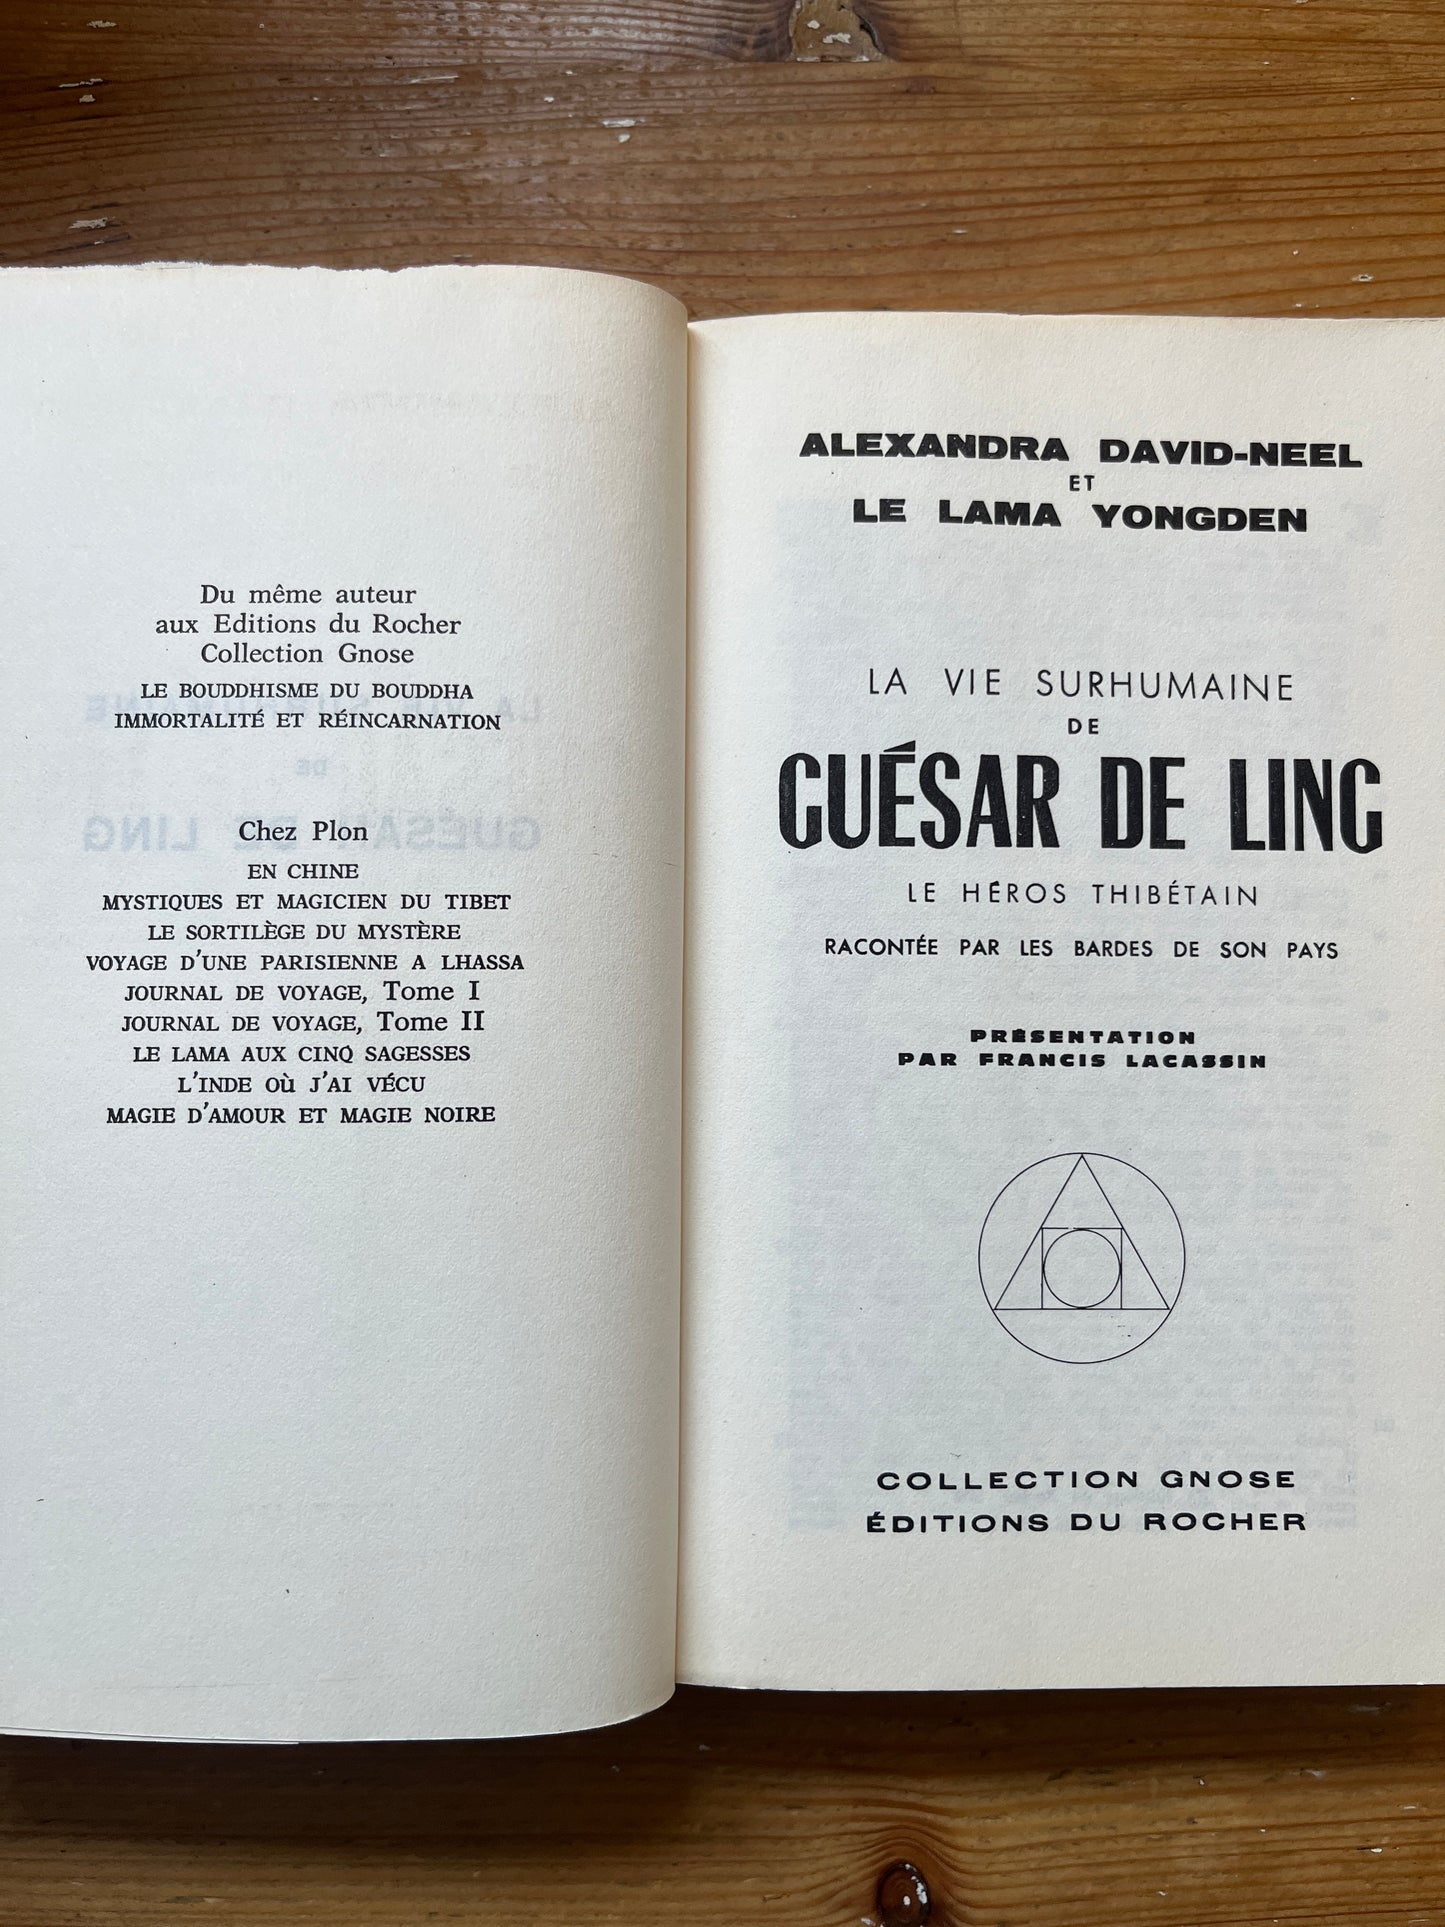 Du même auteur
aux Editions du Rocher
Collection Gnose
LE BOUDDHISME DU BOUDDHA
IMMORTALITÉ ET RÉINCARNATION
Chez Plon
EN CHINE
MYSTIQUES ET MAGICIEN DU TIBET
LE SORTILÈGE DU MYSTÈRE
VOYAGE D'UNE PARISIENNE A LHASSA
JOURNAL DE VOYAGE, Tome I
JOURNAL DE VOYAGE, Tome II
LE LAMA AUX CINQ SAGESSES
L'INDE OÙ J'AI VÉCU
MAGIE D'AMOUR ET MAGIE NOIRE
ALEXANDRA DAVID-NEEL
ET
LE LAMA YONGDEN
LA VIE SURHUMAINE
DE
GUÉSAR DE LING
LE HÉROS THIBÉTAIN
RACONTÉE PAR LES BARDES DE SON PAYS
PRÉSENTATION
PAR FRANCIS LACASSIN
COLLECTION GNOSE
ÉDITIONS DU ROCHER